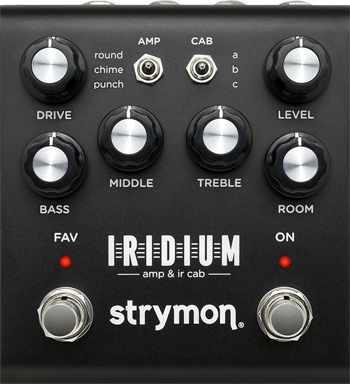 AMP CAB
round a
chime b
punch c
DRIVE LEVEL
MIDDLE TREBLE
BASS ROOM
FAV ON
IRIDIUM
amp & ir cab
strymon®